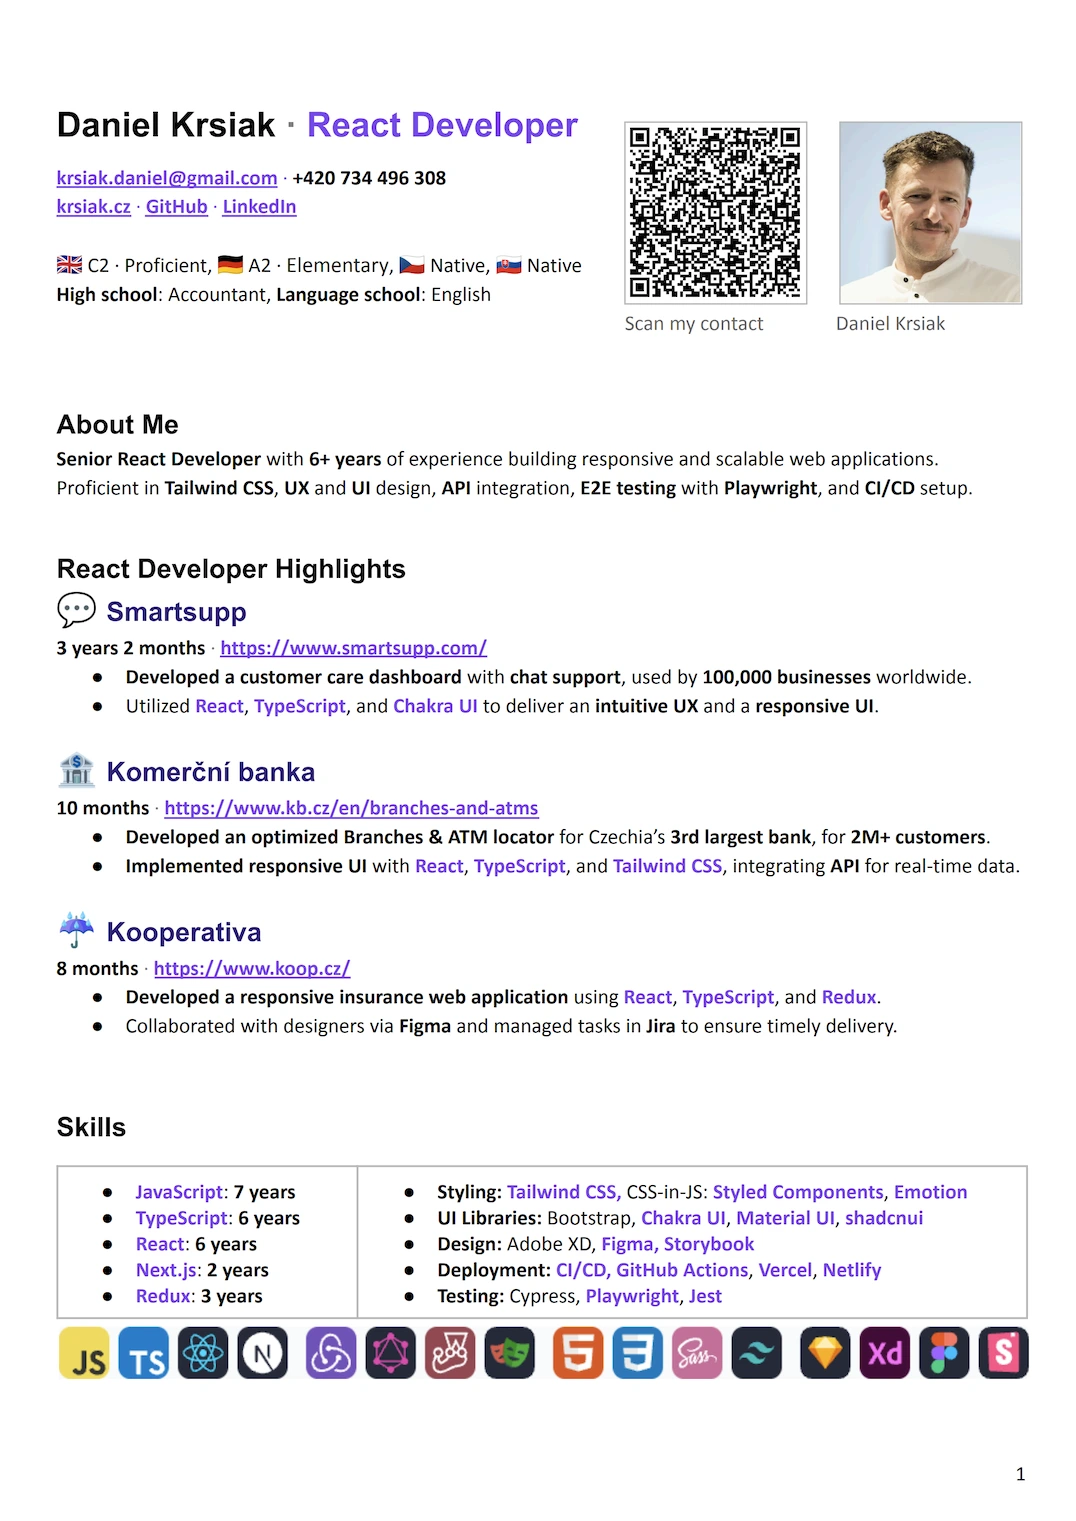 Daniel Krsiak · React Developer
krsiak.daniel@gmail.com · +420 734 496 308
krsiak.cz · GitHub · LinkedIn
🇬🇧 C2 · Proficient, 🇩🇪 A2 · Elementary, 🇨🇿 Native, 🇸🇰 Native
High school: Accountant, Language school: English
Scan my contact
Daniel Krsiak
About Me
Senior React Developer with 6+ years of experience building responsive and scalable web applications.
Proficient in Tailwind CSS, UX and UI design, API integration, E2E testing with Playwright, and CI/CD setup.
React Developer Highlights
💬 Smartsupp
3 years 2 months · https://www.smartsupp.com/
● Developed a customer care dashboard with chat support, used by 100,000 businesses worldwide.
● Utilized React, TypeScript, and Chakra UI to deliver an intuitive UX and a responsive UI.
🏦 Komerční banka
10 months · https://www.kb.cz/en/branches-and-atms
● Developed an optimized Branches & ATM locator for Czechia’s 3rd largest bank, for 2M+ customers.
● Implemented responsive UI with React, TypeScript, and Tailwind CSS, integrating API for real-time data.
☔ Kooperativa
8 months · https://www.koop.cz/
● Developed a responsive insurance web application using React, TypeScript, and Redux.
● Collaborated with designers via Figma and managed tasks in Jira to ensure timely delivery.
Skills
● JavaScript: 7 years
● TypeScript: 6 years
● React: 6 years
● Next.js: 2 years
● Redux: 3 years
● Styling: Tailwind CSS, CSS-in-JS: Styled Components, Emotion
● UI Libraries: Bootstrap, Chakra UI, Material UI, shadcnui
● Design: Adobe XD, Figma, Storybook
● Deployment: CI/CD, GitHub Actions, Vercel, Netlify
● Testing: Cypress, Playwright, Jest
JS TS N 5 3 Sass Xd S
1